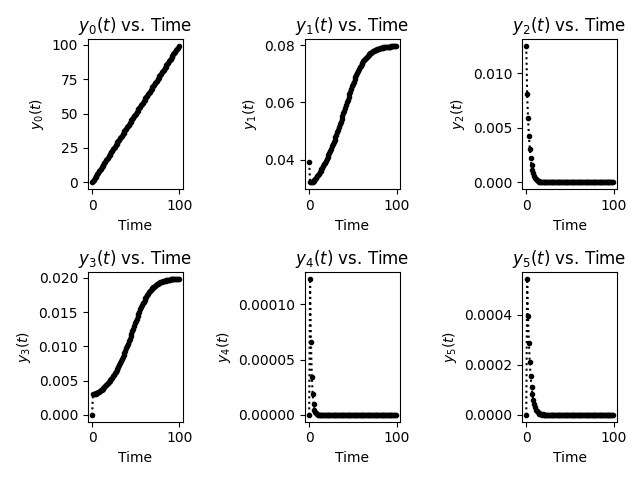 y₀(t) vs. Time
y₁(t) vs. Time
y₂(t) vs. Time
100
75
50
25
0
y₀(t)
0 100
Time
0.08
0.06
0.04
y₁(t)
0 100
Time
0.010
0.005
0.000
y₂(t)
0 100
Time
y₃(t) vs. Time
y₄(t) vs. Time
y₅(t) vs. Time
0.020
0.015
0.010
0.005
0.000
y₃(t)
0 100
Time
0.00010
0.00005
0.00000
y₄(t)
0 100
Time
0.0004
0.0002
0.0000
y₅(t)
0 100
Time